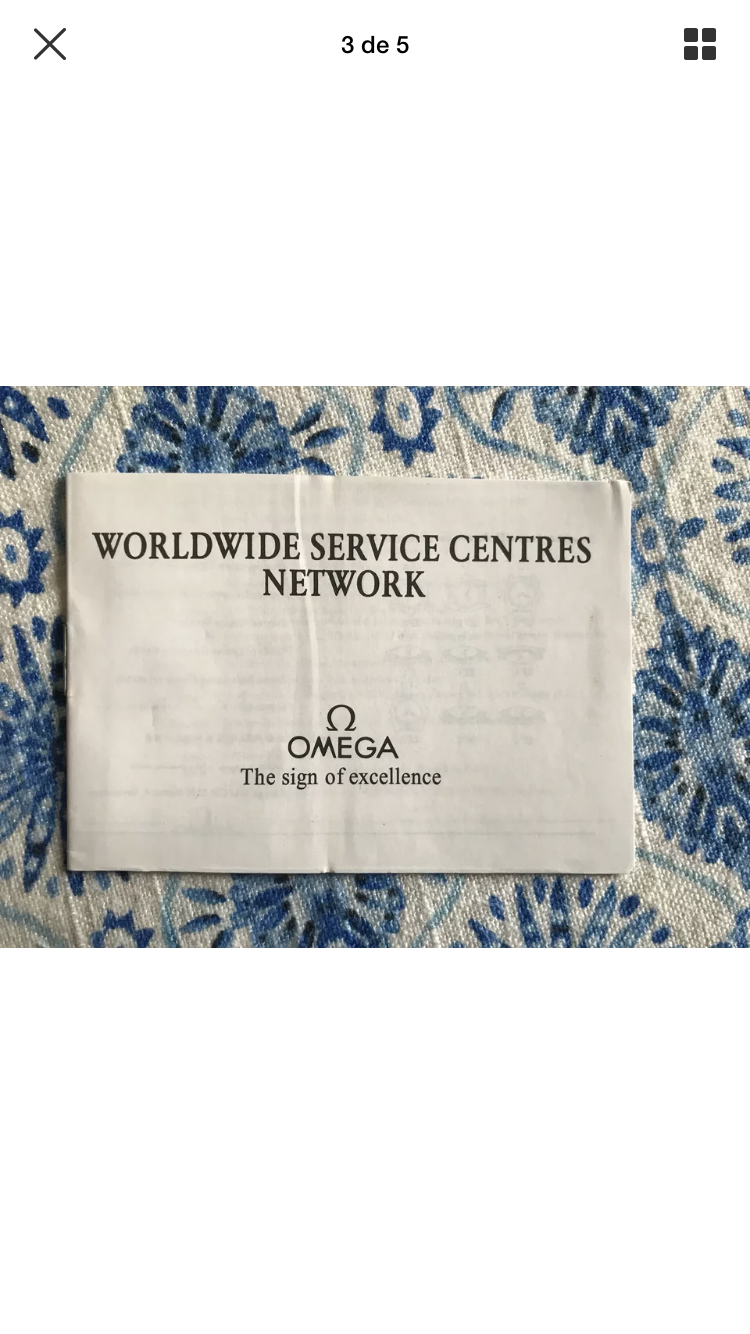 3 de 5
WORLDWIDE SERVICE CENTRES
NETWORK
Ω
OMEGA
The sign of excellence